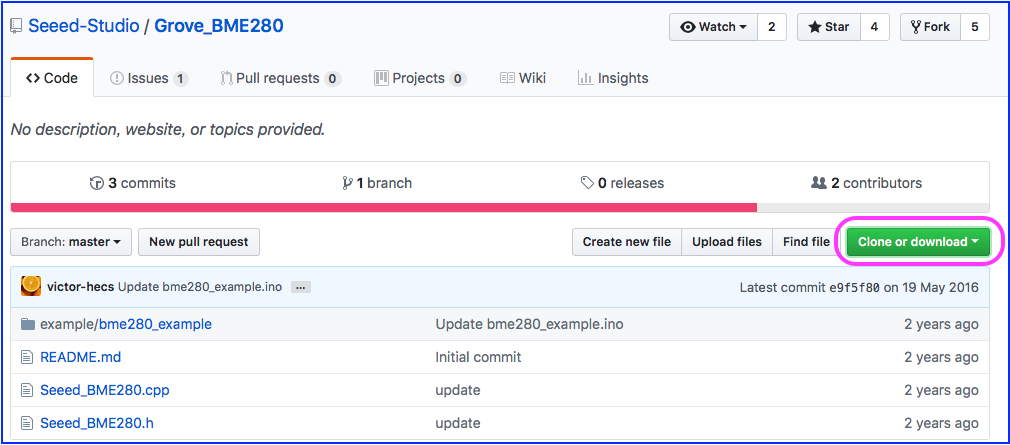 Seeed-Studio / Grove_BME280 Watch 2 Star 4 Fork 5
Code Issues 1 Pull requests 0 Projects 0 Wiki Insights
No description, website, or topics provided.
3 commits 1 branch 0 releases 2 contributors
Branch: master New pull request Create new file Upload files Find file Clone or download
victor-hecs Update bme280_example.ino ... Latest commit e9f5f80 on 19 May 2016
example/bme280_example Update bme280_example.ino 2 years ago
README.md Initial commit 2 years ago
Seeed_BME280.cpp update 2 years ago
Seeed_BME280.h update 2 years ago